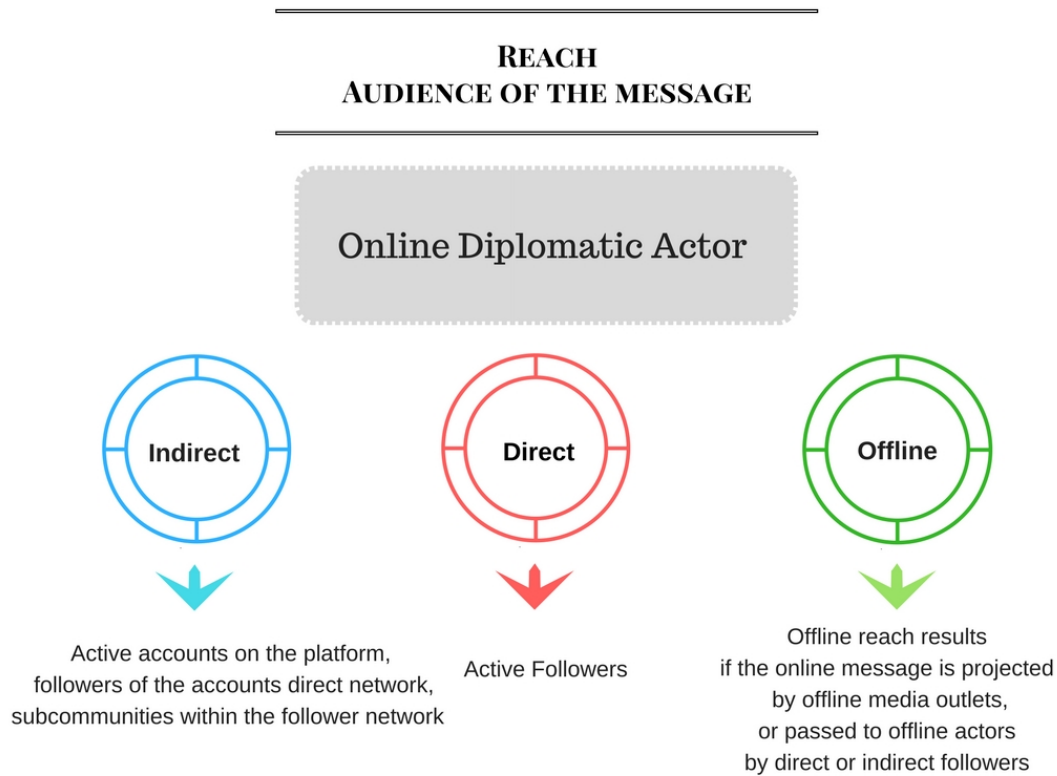 REACH
AUDIENCE OF THE MESSAGE
Online Diplomatic Actor
Indirect
Direct
Offline
Active accounts on the platform,
followers of the accounts direct network,
subcommunities within the follower network
Active Followers
Offline reach results
if the online message is projected
by offline media outlets,
or passed to offline actors
by direct or indirect followers